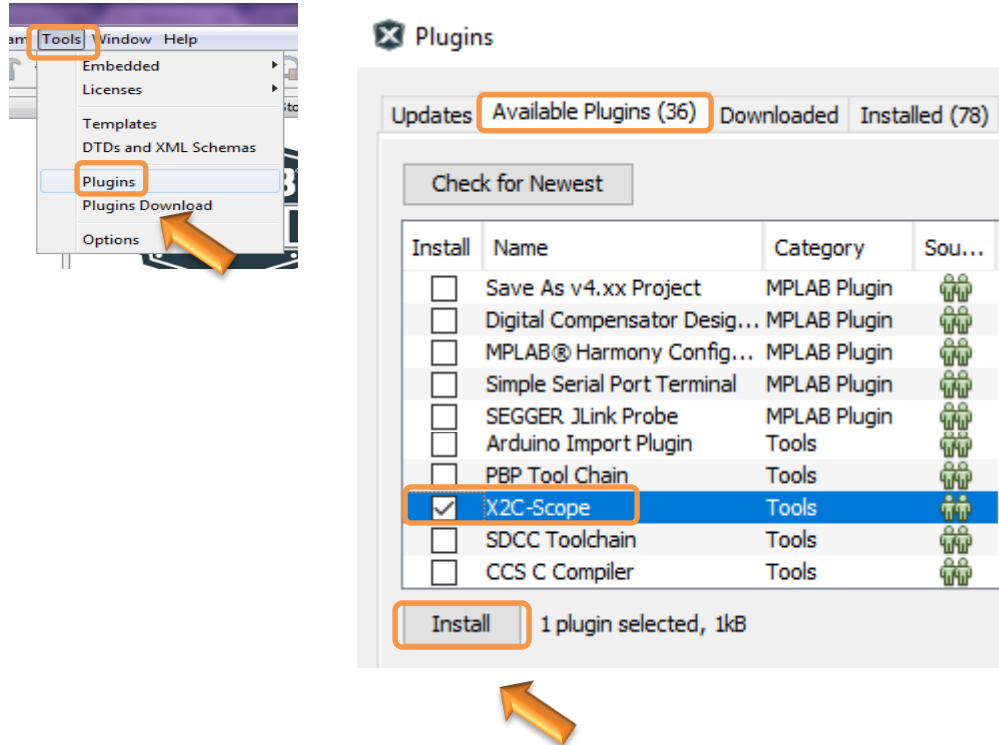 am Tools Window Help
Embedded
Licenses
Templates
DTDs and XML Schemas
Plugins
Plugins Download
Options
Plugins
Updates Available Plugins (36) Downloaded Installed (78)
Check for Newest
Install Name Category Sou...
Save As v4.xx Project MPLAB Plugin
Digital Compensator Desig... MPLAB Plugin
MPLAB® Harmony Config... MPLAB Plugin
Simple Serial Port Terminal MPLAB Plugin
SEGGER JLink Probe MPLAB Plugin
Arduino Import Plugin Tools
PBP Tool Chain Tools
X2C-Scope Tools
SDCC Toolchain Tools
CCS C Compiler Tools
Install 1 plugin selected, 1kB